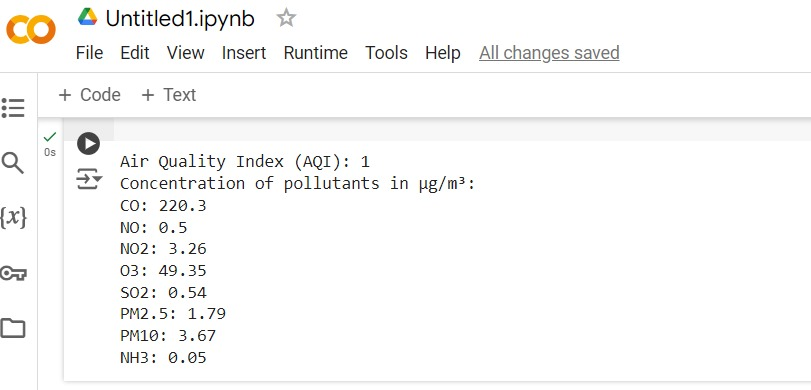 CO Untitled1.ipynb
File Edit View Insert Runtime Tools Help All changes saved
+ Code + Text
0s
{x}
Air Quality Index (AQI): 1
Concentration of pollutants in µg/m³:
CO: 220.3
NO: 0.5
NO2: 3.26
O3: 49.35
SO2: 0.54
PM2.5: 1.79
PM10: 3.67
NH3: 0.05